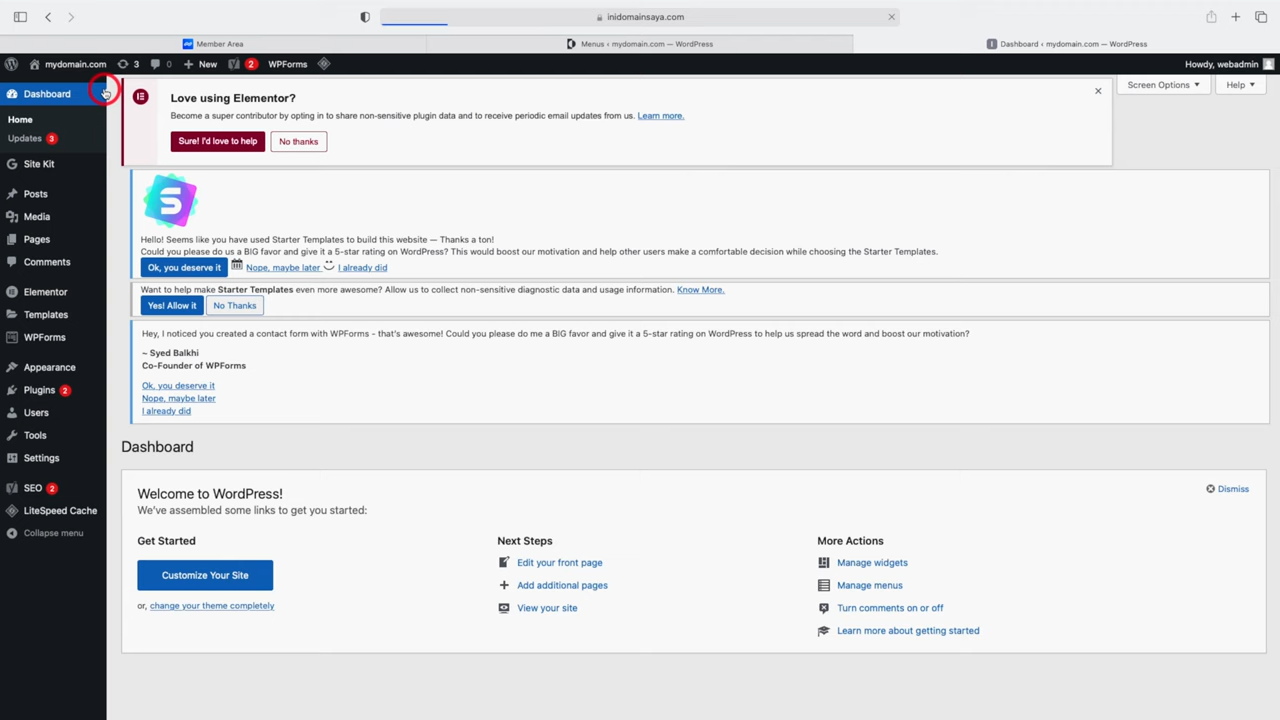 inidomainsaya.com
Member Area
Menus ‹ mydomain.com — WordPress
Dashboard ‹ mydomain.com — WordPress
mydomain.com
3
0
New
2
WPForms
Howdy, webadmin
Dashboard
Home
Updates 3
Site Kit
Posts
Media
Pages
Comments
Elementor
Templates
WPForms
Appearance
Plugins 2
Users
Tools
Settings
SEO 2
LiteSpeed Cache
Collapse menu
Screen Options
Help
Love using Elementor?
Become a super contributor by opting in to share non-sensitive plugin data and to receive periodic email updates from us. Learn more.
Sure! I'd love to help
No thanks
S
Hello! Seems like you have used Starter Templates to build this website — Thanks a ton!
Could you please do us a BIG favor and give it a 5-star rating on WordPress? This would boost our motivation and help other users make a comfortable decision while choosing the Starter Templates.
Ok, you deserve it
Nope, maybe later
I already did
Want to help make Starter Templates even more awesome? Allow us to collect non-sensitive diagnostic data and usage information. Know More.
Yes! Allow it
No Thanks
Hey, I noticed you created a contact form with WPForms - that's awesome! Could you please do me a BIG favor and give it a 5-star rating on WordPress to help us spread the word and boost our motivation?
~ Syed Balkhi
Co-Founder of WPForms
Ok, you deserve it
Nope, maybe later
I already did
Dashboard
Welcome to WordPress!
We've assembled some links to get you started:
Dismiss
Get Started
Customize Your Site
or, change your theme completely
Next Steps
Edit your front page
Add additional pages
View your site
More Actions
Manage widgets
Manage menus
Turn comments on or off
Learn more about getting started